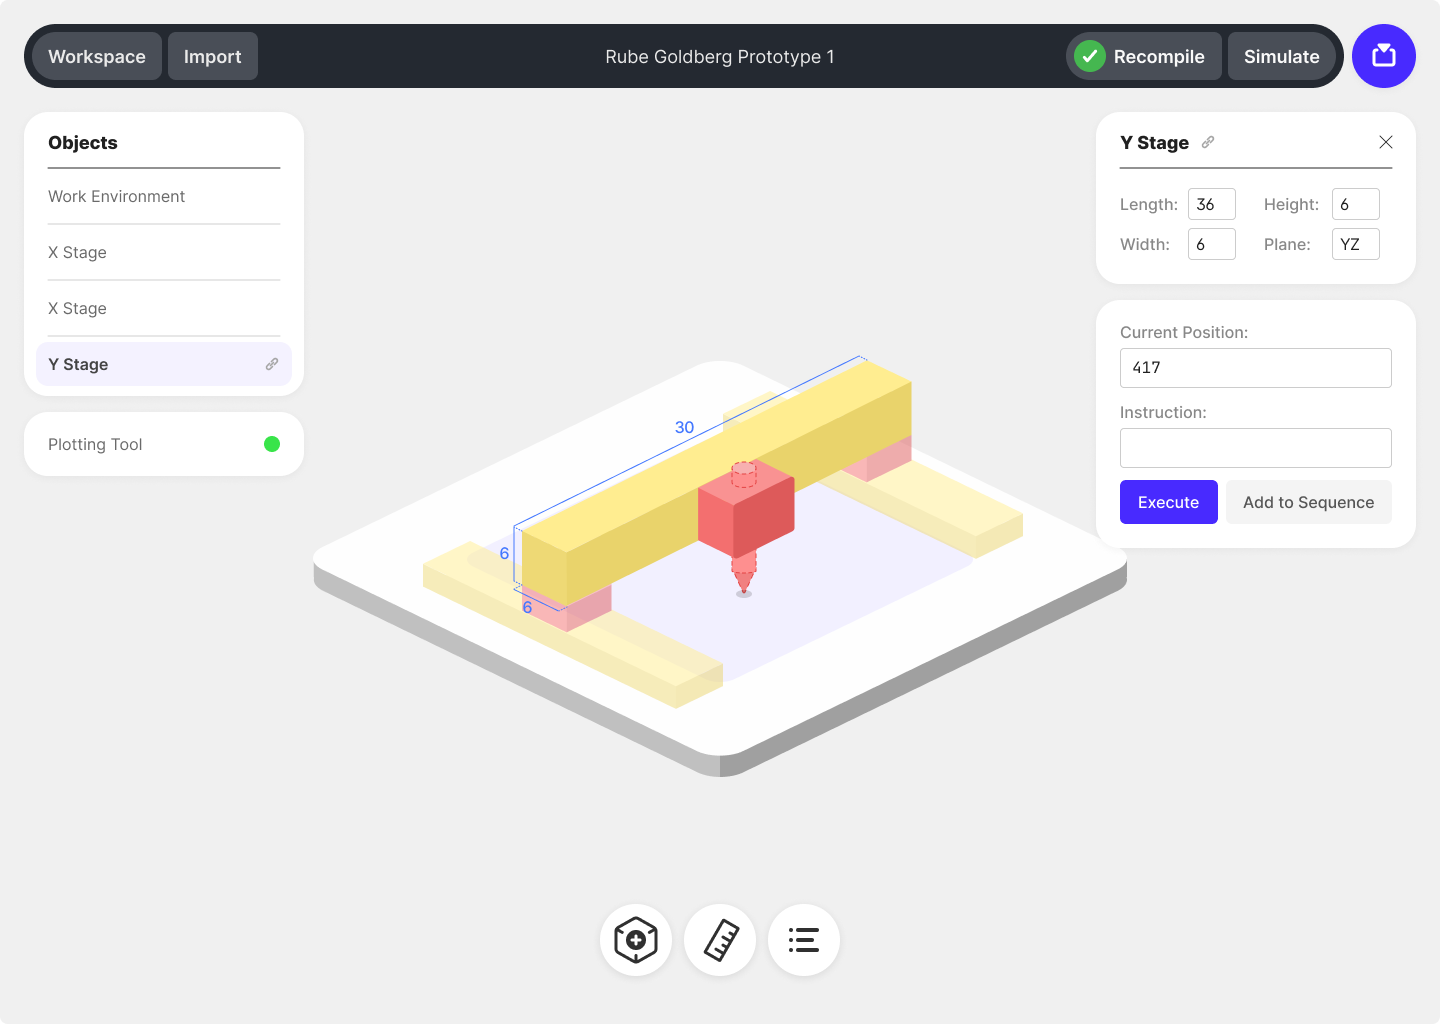 Workspace
Import
Rube Goldberg Prototype 1
Recompile
Simulate
Objects
Work Environment
X Stage
X Stage
Y Stage
Plotting Tool
30
6
6
Y Stage
Length: 36 Height: 6
Width: 6 Plane: YZ
Current Position:
417
Instruction:
Execute
Add to Sequence